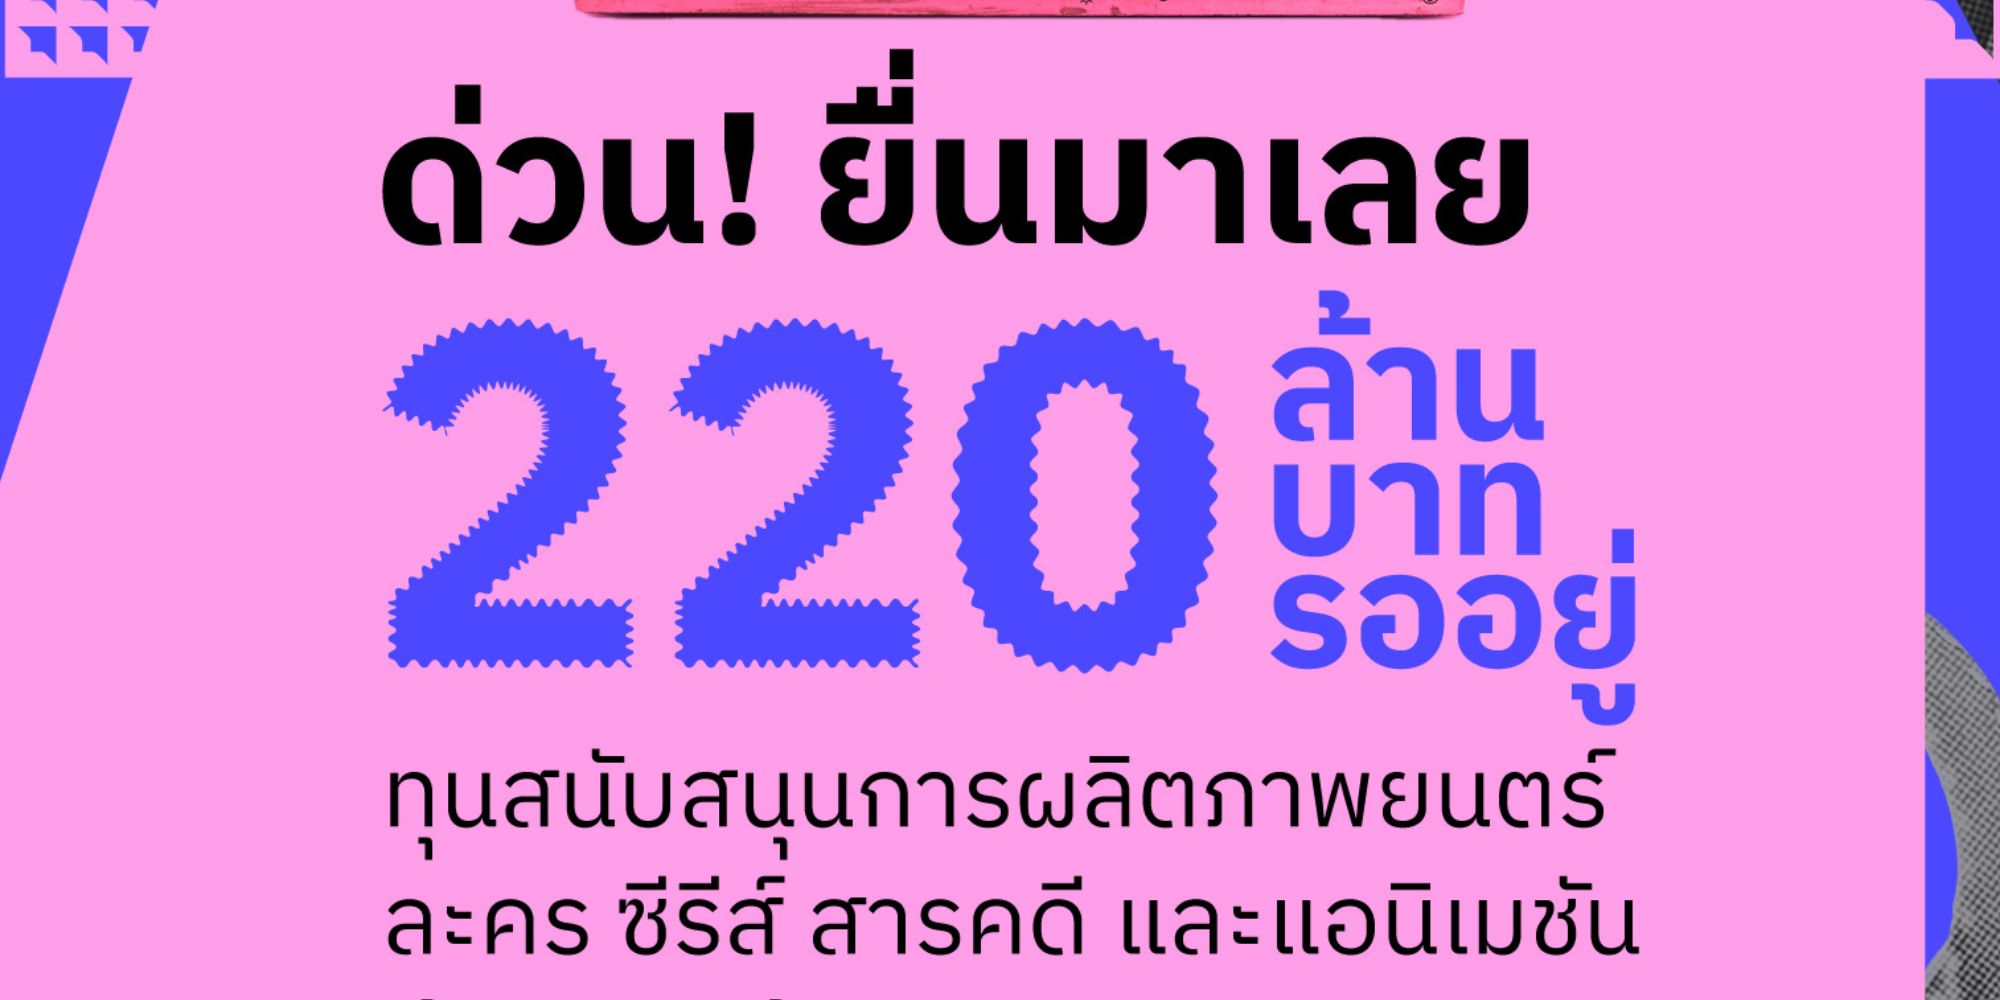 ด่วน! ยื่นมาเลย
220 ล้าน
บาท
รออยู่
ทุนสนับสนุนการผลิตภาพยนตร์
ละคร ซีรีส์ สารคดี และแอนิเมชัน